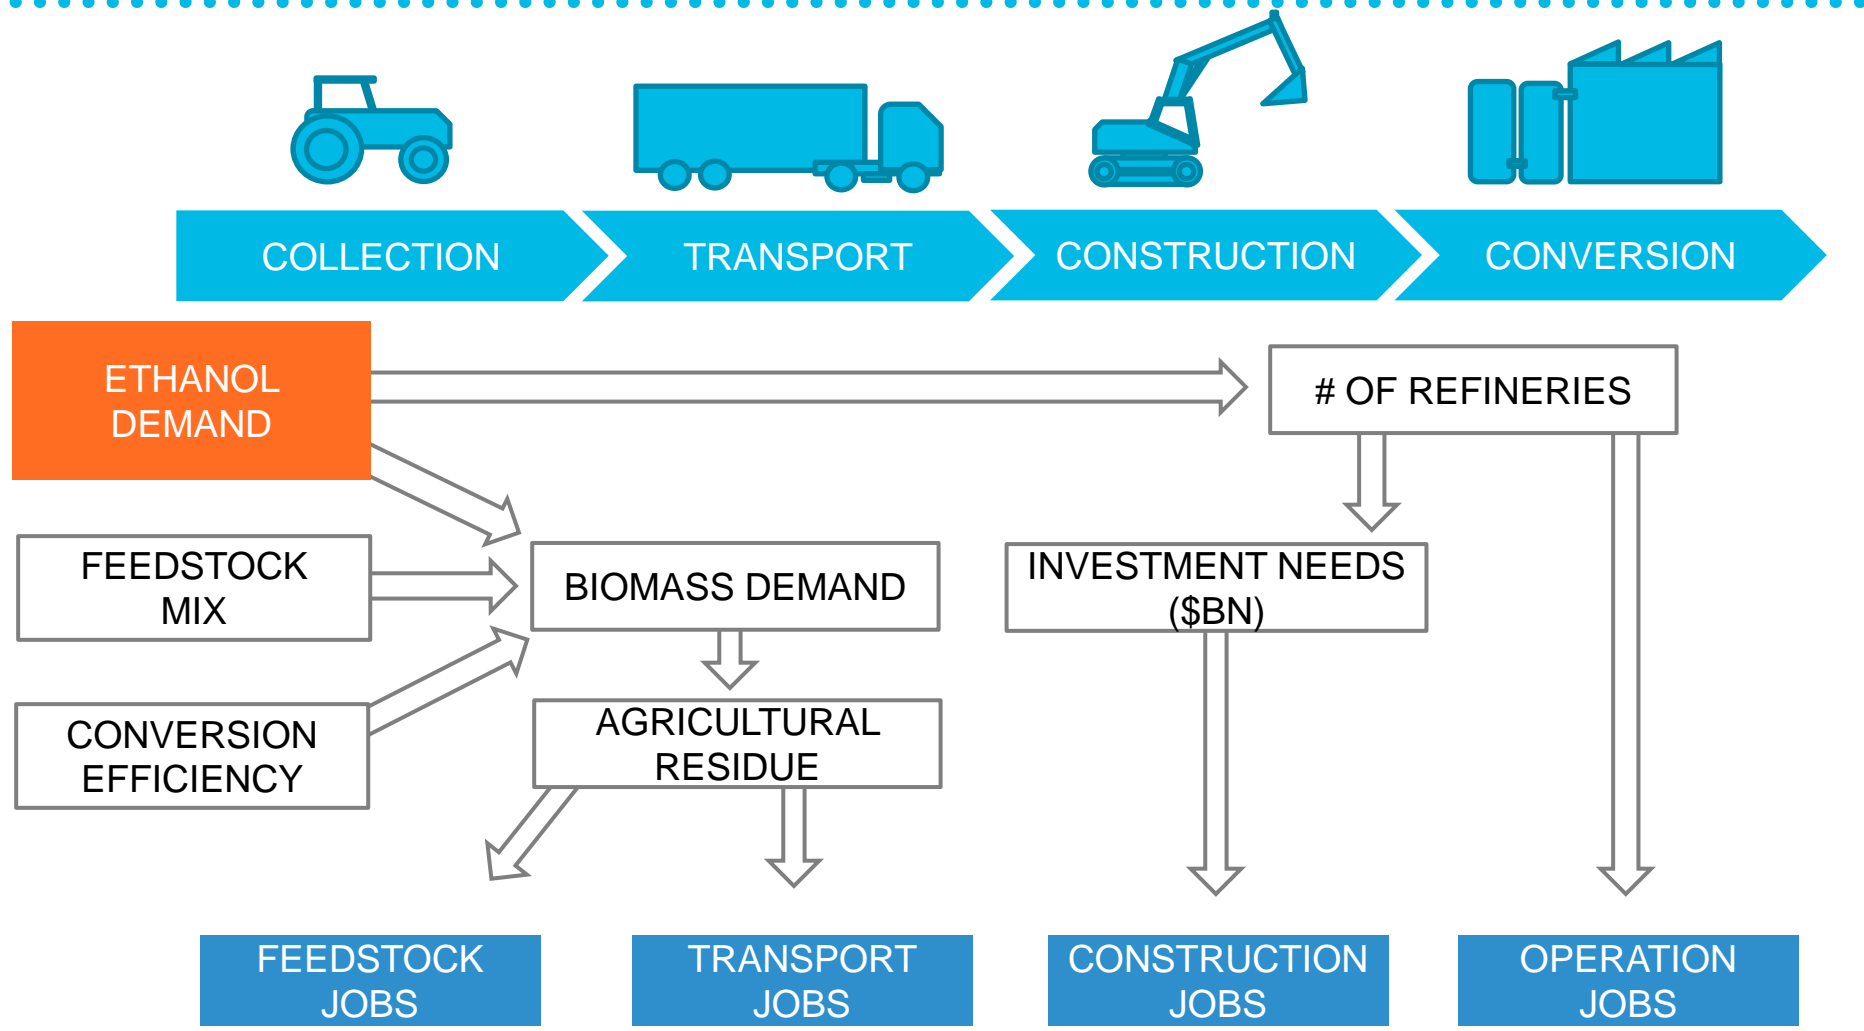 COLLECTION
TRANSPORT
CONSTRUCTION
CONVERSION
ETHANOL
DEMAND
# OF REFINERIES
FEEDSTOCK
MIX
BIOMASS DEMAND
INVESTMENT NEEDS
($BN)
CONVERSION
EFFICIENCY
AGRICULTURAL
RESIDUE
FEEDSTOCK
JOBS
TRANSPORT
JOBS
CONSTRUCTION
JOBS
OPERATION
JOBS